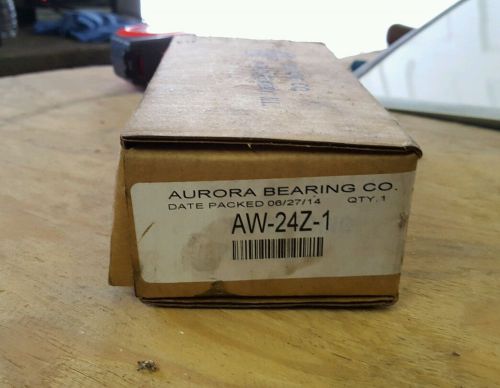 AURORA BEARING CO.
DATE PACKED 06/27/14 QTY. 1
AW-24Z-1